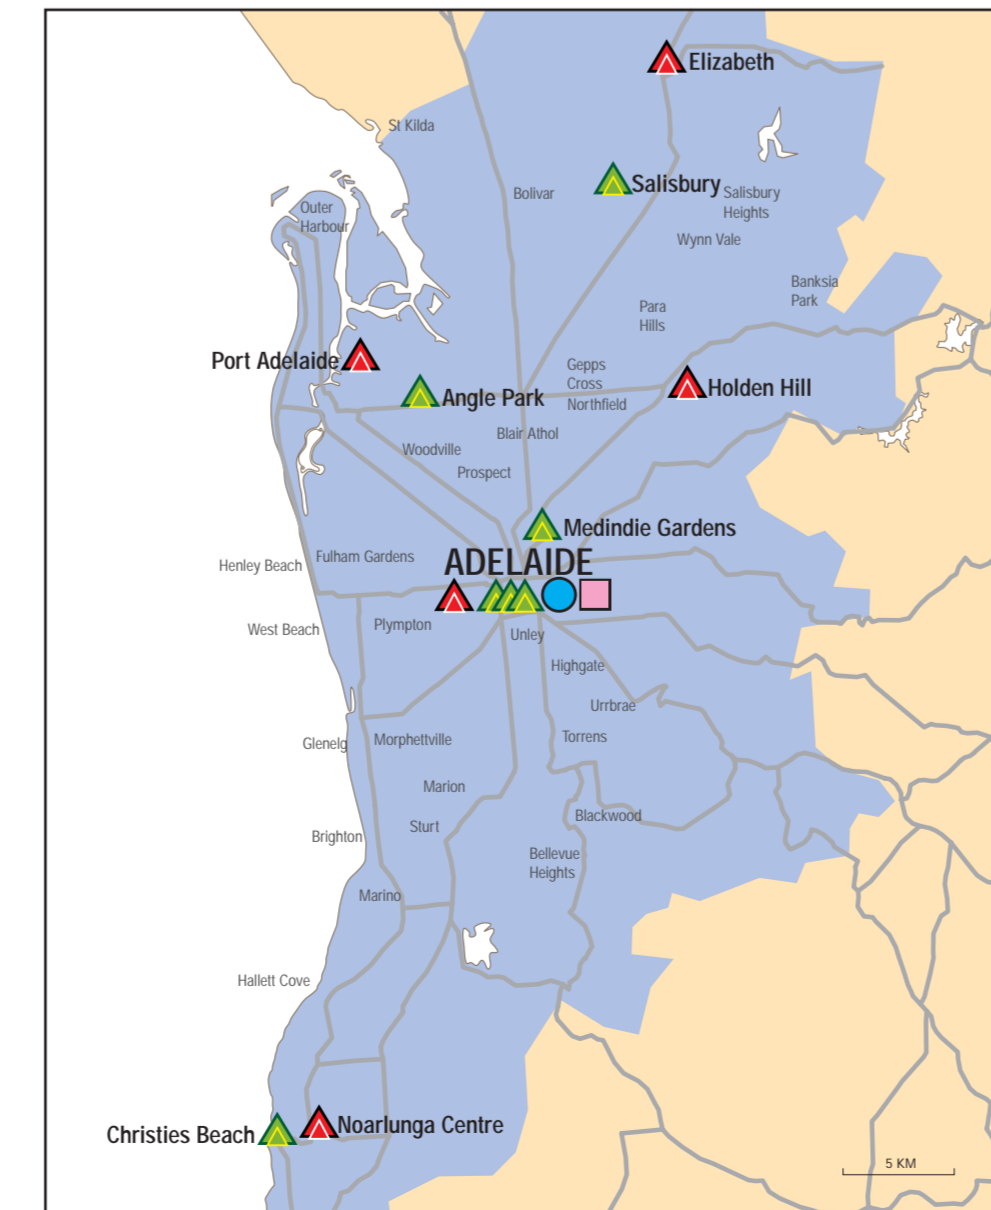 Elizabeth
St Kilda
Salisbury
Bolivar
Salisbury
Heights
Outer
Harbour
Wynn Vale
Banksia
Park
Para
Hills
Port Adelaide
Gepps
Cross
Holden Hill
Angle Park
Northfield
Blair Athol
Woodville
Prospect
Medindie Gardens
ADELAIDE
Fulham Gardens
Henley Beach
Plympton
West Beach
Unley
Highgate
Urrbrae
Torrens
Glenelg
Morphettville
Marion
Blackwood
Sturt
Brighton
Bellevue
Heights
Marino
Hallett Cove
Noarlunga Centre
Christies Beach
5 KM